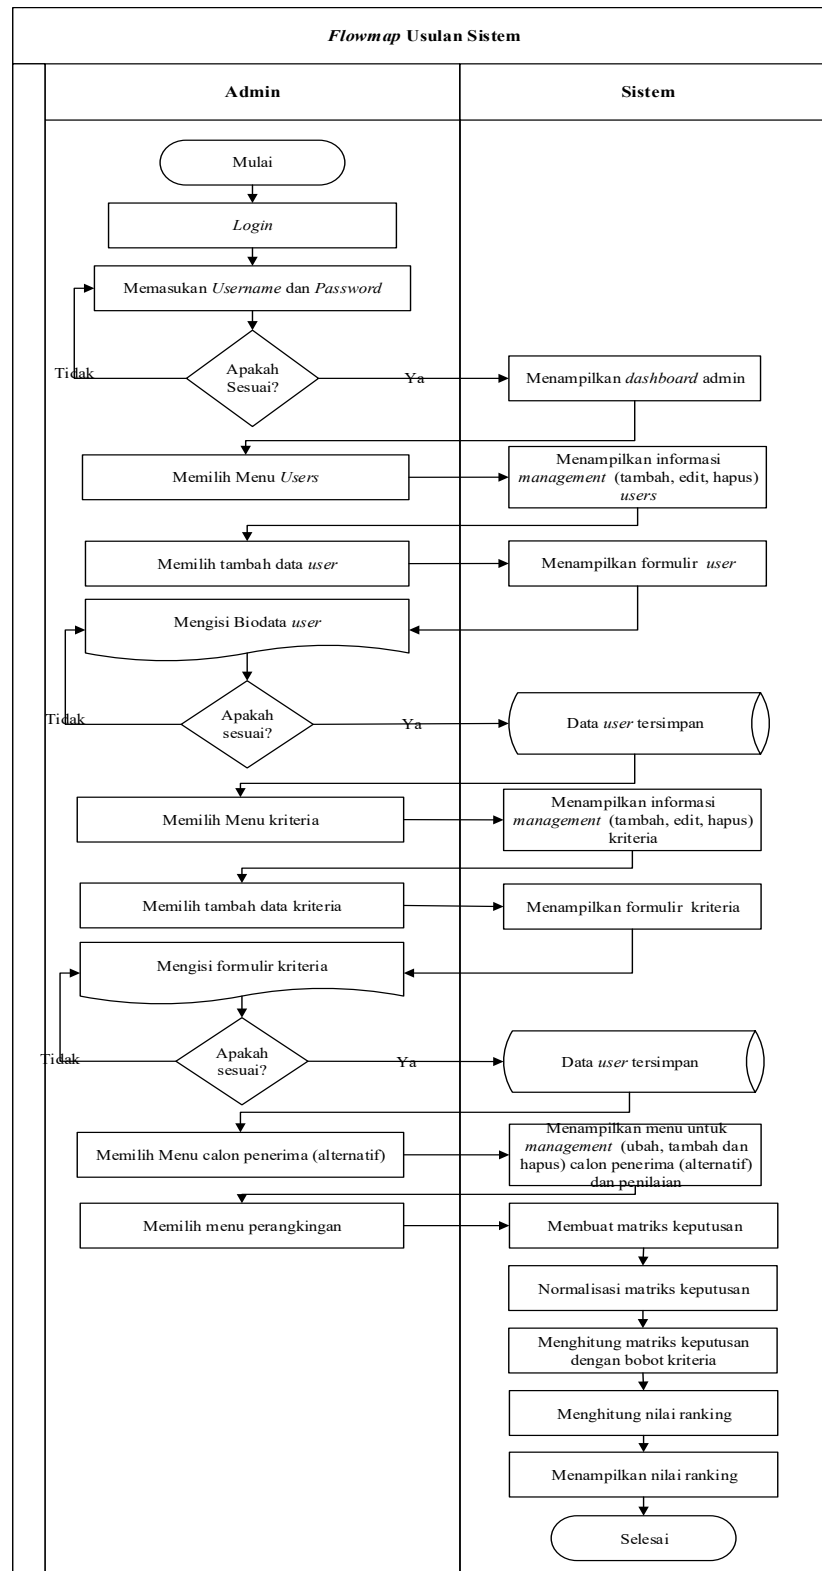 Flowmap Usulan Sistem
Admin
Sistem
Mulai
Login
Memasukan Username dan Password
Apakah
Sesuai?
Tidak
Ya
Menampilkan dashboard admin
Memilih Menu Users
Menampilkan informasi
management (tambah, edit, hapus)
users
Memilih tambah data user
Menampilkan formulir user
Mengisi Biodata user
Apakah
sesuai?
Tidak
Ya
Data user tersimpan
Memilih Menu kriteria
Menampilkan informasi
management (tambah, edit, hapus)
kriteria
Memilih tambah data kriteria
Menampilkan formulir kriteria
Mengisi formulir kriteria
Apakah
sesuai?
Tidak
Ya
Data user tersimpan
Memilih Menu calon penerima (alternatif)
Menampilkan menu untuk
management (ubah, tambah dan
hapus) calon penerima (alternatif)
dan penilaian
Memilih menu perangkingan
Membuat matriks keputusan
Normalisasi matriks keputusan
Menghitung matriks keputusan
dengan bobot kriteria
Menghitung nilai ranking
Menampilkan nilai ranking
Selesai